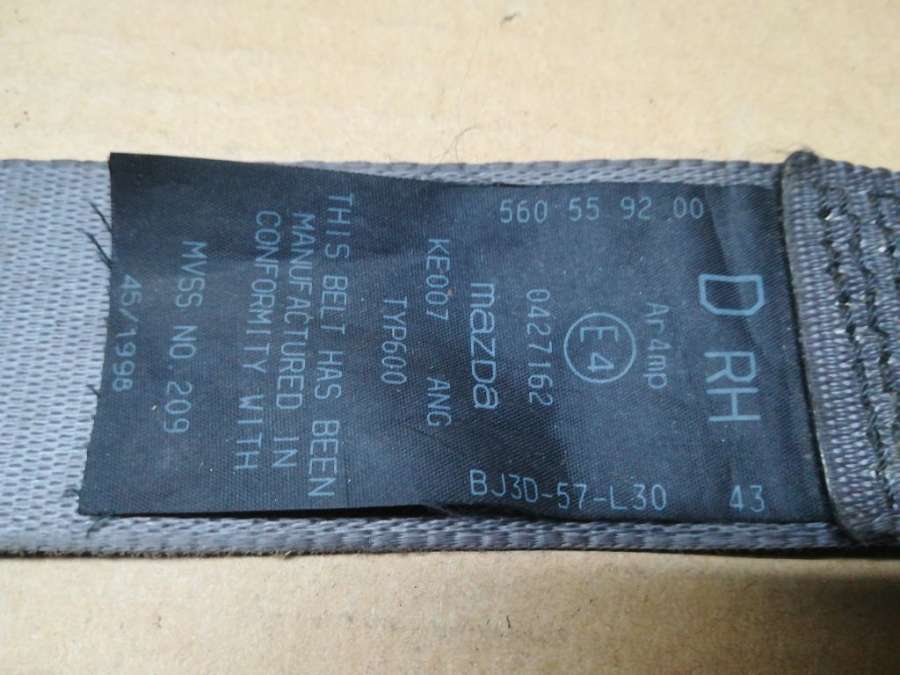 560 55 92 00
D RH
Ar4mp
E4
0427162
mazda
KE007 ANG
TYP600
THIS BELT HAS BEEN
MANUFACTURED IN
CONFORMITY WITH
MVSS NO. 209
45/1998
BJ3D-57-L30
43